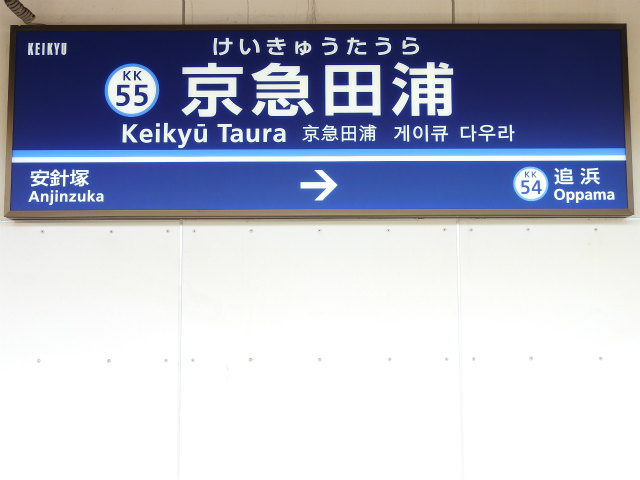 KEIKYU
けいきゅうたうら
KK
55
京急田浦
Keikyū Taura 京急田浦 게이큐 다우라
安針塚
Anjinzuka
→
KK
54
追浜
Oppama